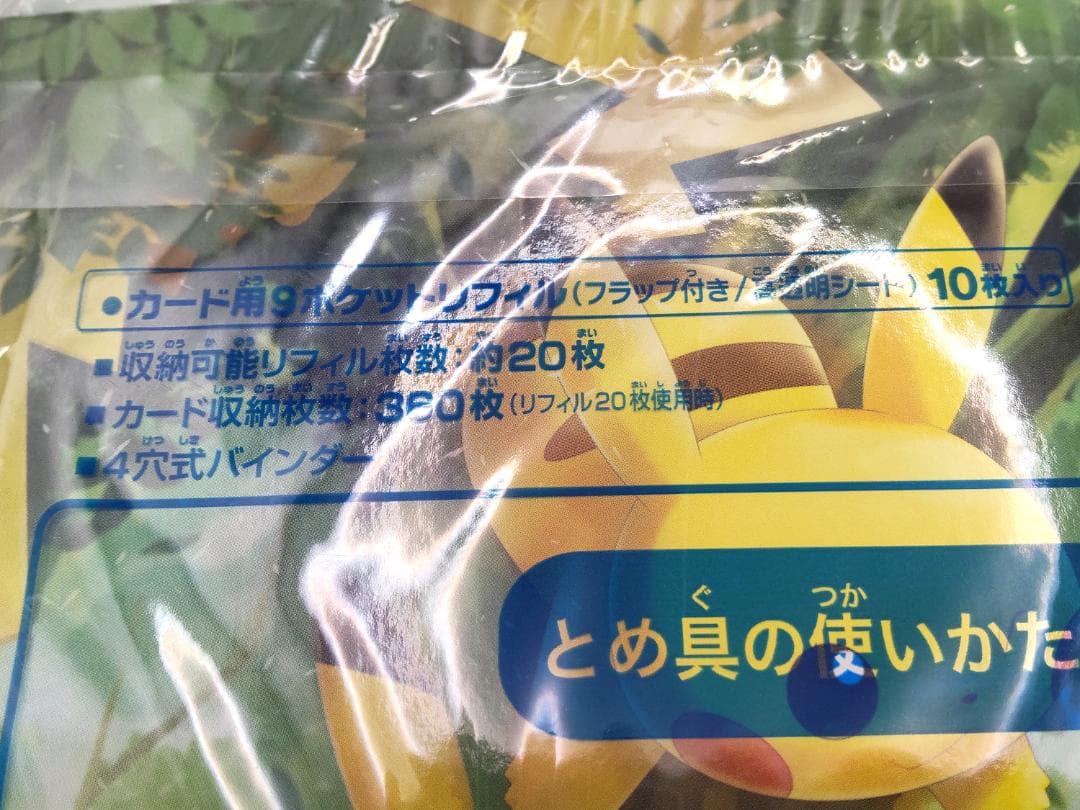 ●カード用9ポケットリフィル(フラップ付き/透明シート)10枚入り
■収納可能リフィル枚数:約20枚
■カード収納枚数:360枚(リフィル20枚使用時)
■4穴式バインダー
とめ具の使いかた